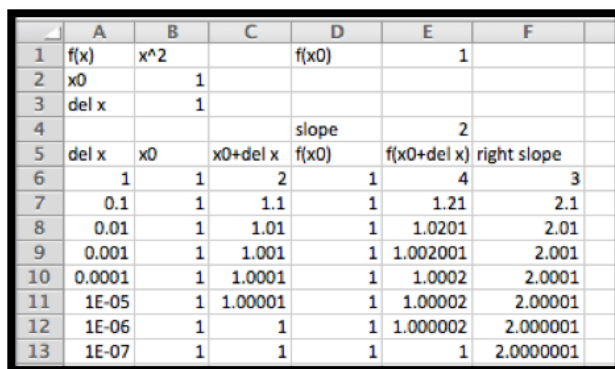 A B C D E F
1 f(x) x^2 f(x0) 1
2 x0 1
3 del x 1
4 slope 2
5 del x x0 x0+del x f(x0) f(x0+del x) right slope
6 1 1 2 1 4 3
7 0.1 1 1.1 1 1.21 2.1
8 0.01 1 1.01 1 1.0201 2.01
9 0.001 1 1.001 1 1.002001 2.001
10 0.0001 1 1.0001 1 1.0002 2.0001
11 1E-05 1 1.00001 1 1.00002 2.00001
12 1E-06 1 1 1 1.000002 2.000001
13 1E-07 1 1 1 1 2.0000001